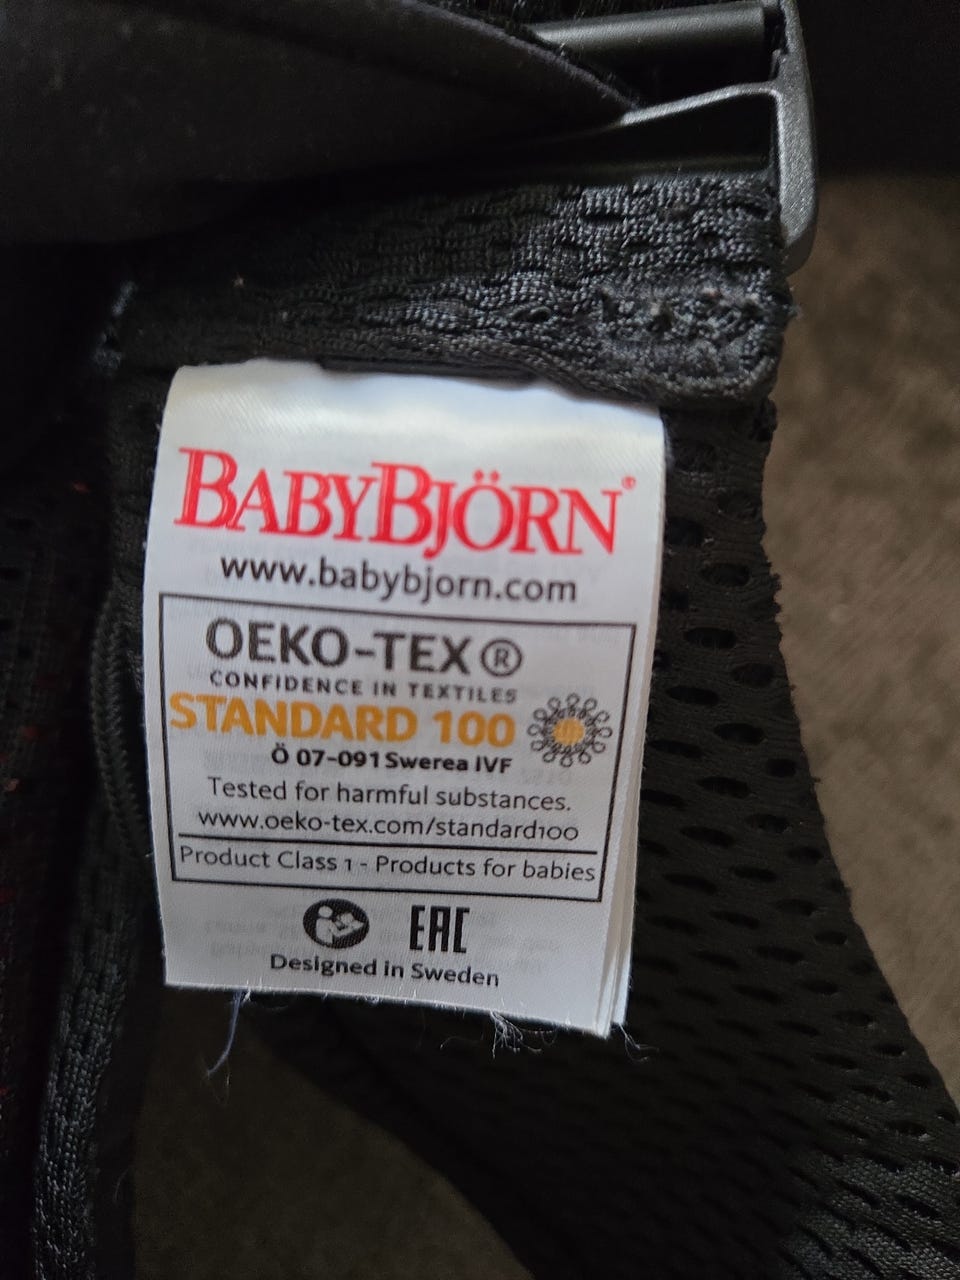 BABYBJÖRN®
www.babybjorn.com
OEKO-TEX®
CONFIDENCE IN TEXTILES
STANDARD 100
Ö 07-091 Swerea IVF
Tested for harmful substances.
www.oeko-tex.com/standard100
Product Class 1 - Products for babies
EAC
Designed in Sweden